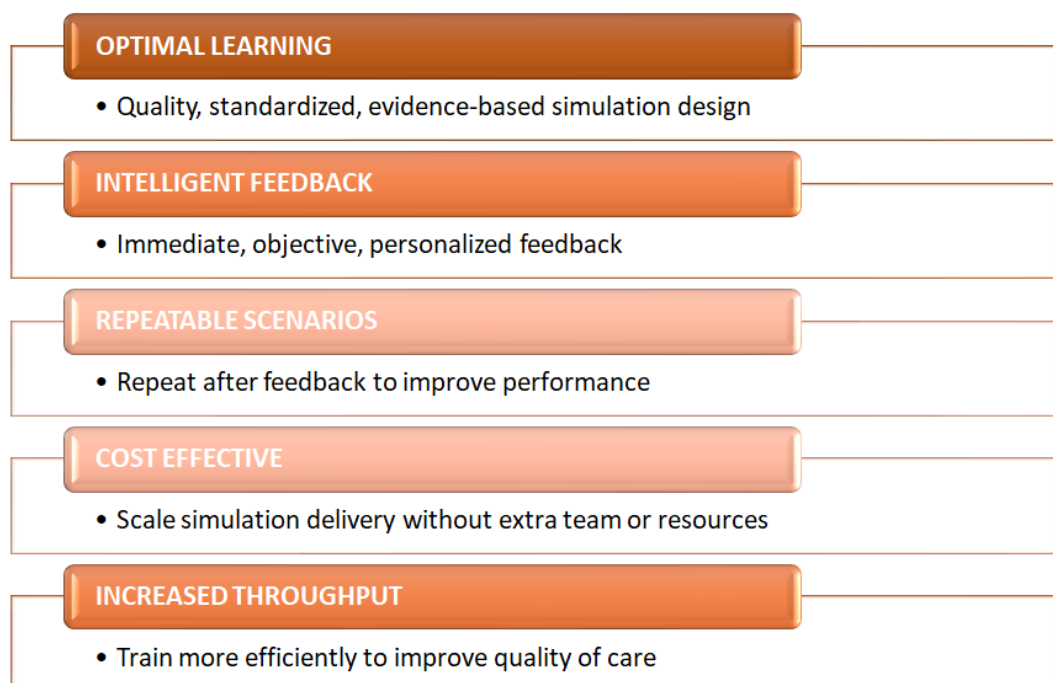 OPTIMAL LEARNING
• Quality, standardized, evidence-based simulation design
INTELLIGENT FEEDBACK
• Immediate, objective, personalized feedback
REPEATABLE SCENARIOS
• Repeat after feedback to improve performance
COST EFFECTIVE
• Scale simulation delivery without extra team or resources
INCREASED THROUGHPUT
• Train more efficiently to improve quality of care